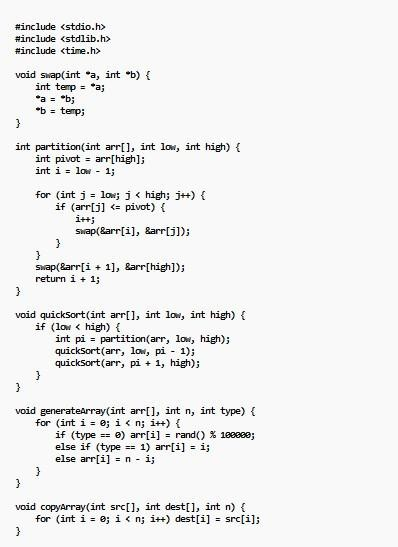 #include <stdio.h>
#include <stdlib.h>
#include <time.h>

void swap(int *a, int *b) {
    int temp = *a;
    *a = *b;
    *b = temp;
}

int partition(int arr[], int low, int high) {
    int pivot = arr[high];
    int i = low - 1;

    for (int j = low; j < high; j++) {
        if (arr[j] <= pivot) {
            i++;
            swap(&arr[i], &arr[j]);
        }
    }
    swap(&arr[i + 1], &arr[high]);
    return i + 1;
}

void quickSort(int arr[], int low, int high) {
    if (low < high) {
        int pi = partition(arr, low, high);
        quickSort(arr, low, pi - 1);
        quickSort(arr, pi + 1, high);
    }
}

void generateArray(int arr[], int n, int type) {
    for (int i = 0; i < n; i++) {
        if (type == 0) arr[i] = rand() % 100000;
        else if (type == 1) arr[i] = i;
        else arr[i] = n - i;
    }
}

void copyArray(int src[], int dest[], int n) {
    for (int i = 0; i < n; i++) dest[i] = src[i];
}